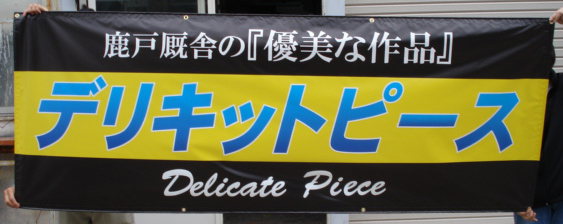 鹿戸厩舎の『優美な作品』
デリキットピース
Delicate Piece